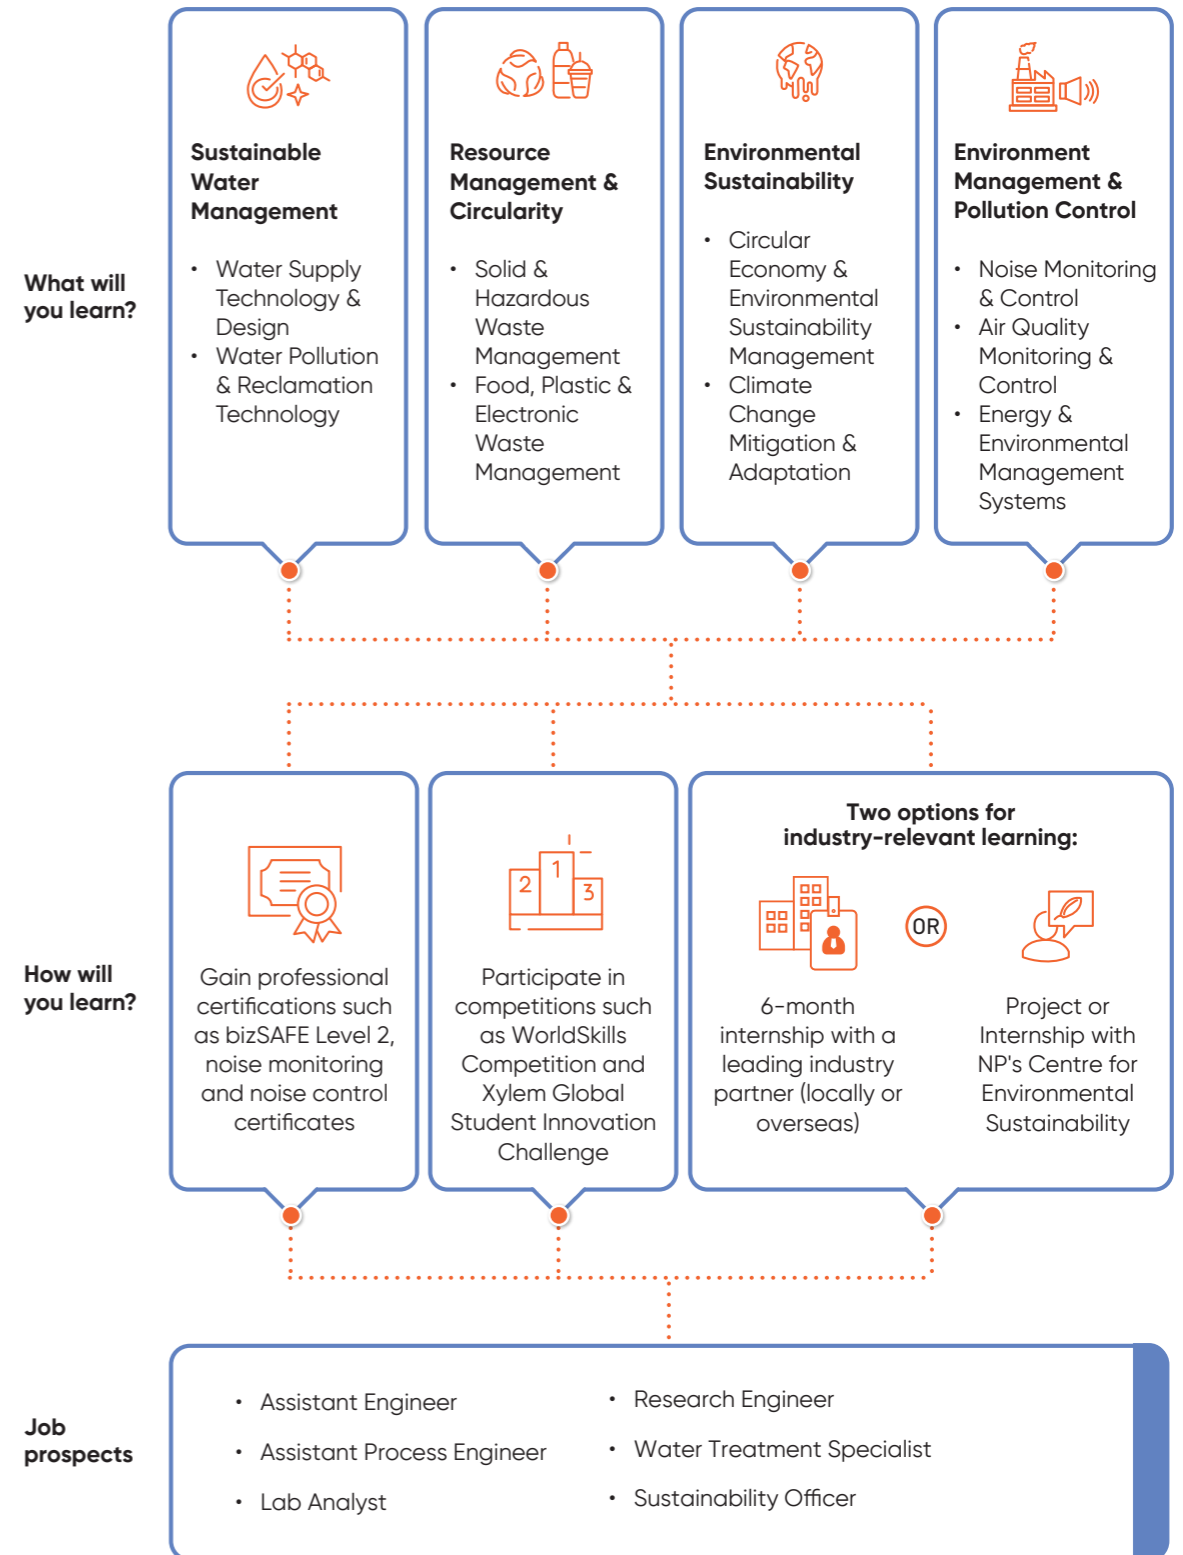 What will
you learn?
Sustainable
Water
Management
• Water Supply
Technology &
Design
• Water Pollution
& Reclamation
Technology
Resource
Management &
Circularity
• Solid &
Hazardous
Waste
Management
• Food, Plastic &
Electronic
Waste
Management
Environmental
Sustainability
• Circular
Economy &
Environmental
Sustainability
Management
• Climate
Change
Mitigation &
Adaptation
Environment
Management &
Pollution Control
• Noise Monitoring
& Control
• Air Quality
Monitoring &
Control
• Energy &
Environmental
Management
Systems
How will
you learn?
Gain professional
certifications such
as bizSAFE Level 2,
noise monitoring
and noise control
certificates
2 1 3
Participate in
competitions such
as WorldSkills
Competition and
Xylem Global
Student Innovation
Challenge
Two options for
industry-relevant learning:
6-month
internship with a
leading industry
partner (locally or
overseas)
OR
Project or
Internship with
NP's Centre for
Environmental
Sustainability
Job
prospects
• Assistant Engineer
• Assistant Process Engineer
• Lab Analyst
• Research Engineer
• Water Treatment Specialist
• Sustainability Officer